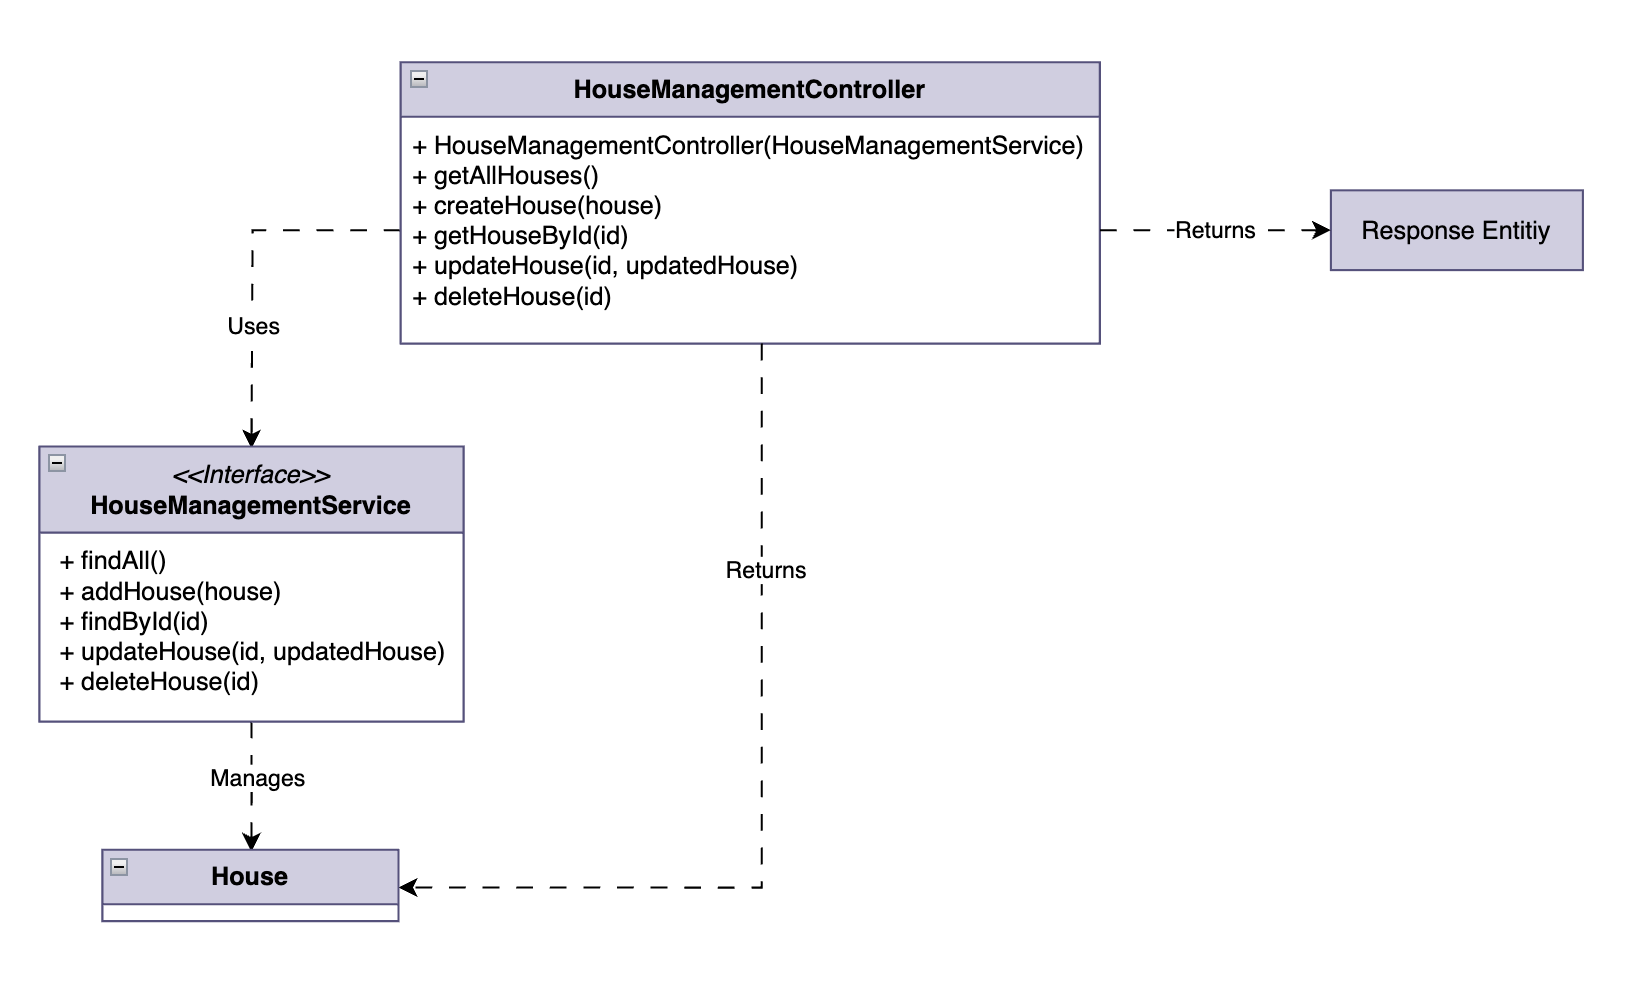 HouseManagementController
+ HouseManagementController(HouseManagementService)
+ getAllHouses()
+ createHouse(house)
+ getHouseById(id)
+ updateHouse(id, updatedHouse)
+ deleteHouse(id)
Returns
Response Entitiy
Uses
<<Interface>>
HouseManagementService
+ findAll()
+ addHouse(house)
+ findById(id)
+ updateHouse(id, updatedHouse)
+ deleteHouse(id)
Returns
Manages
House